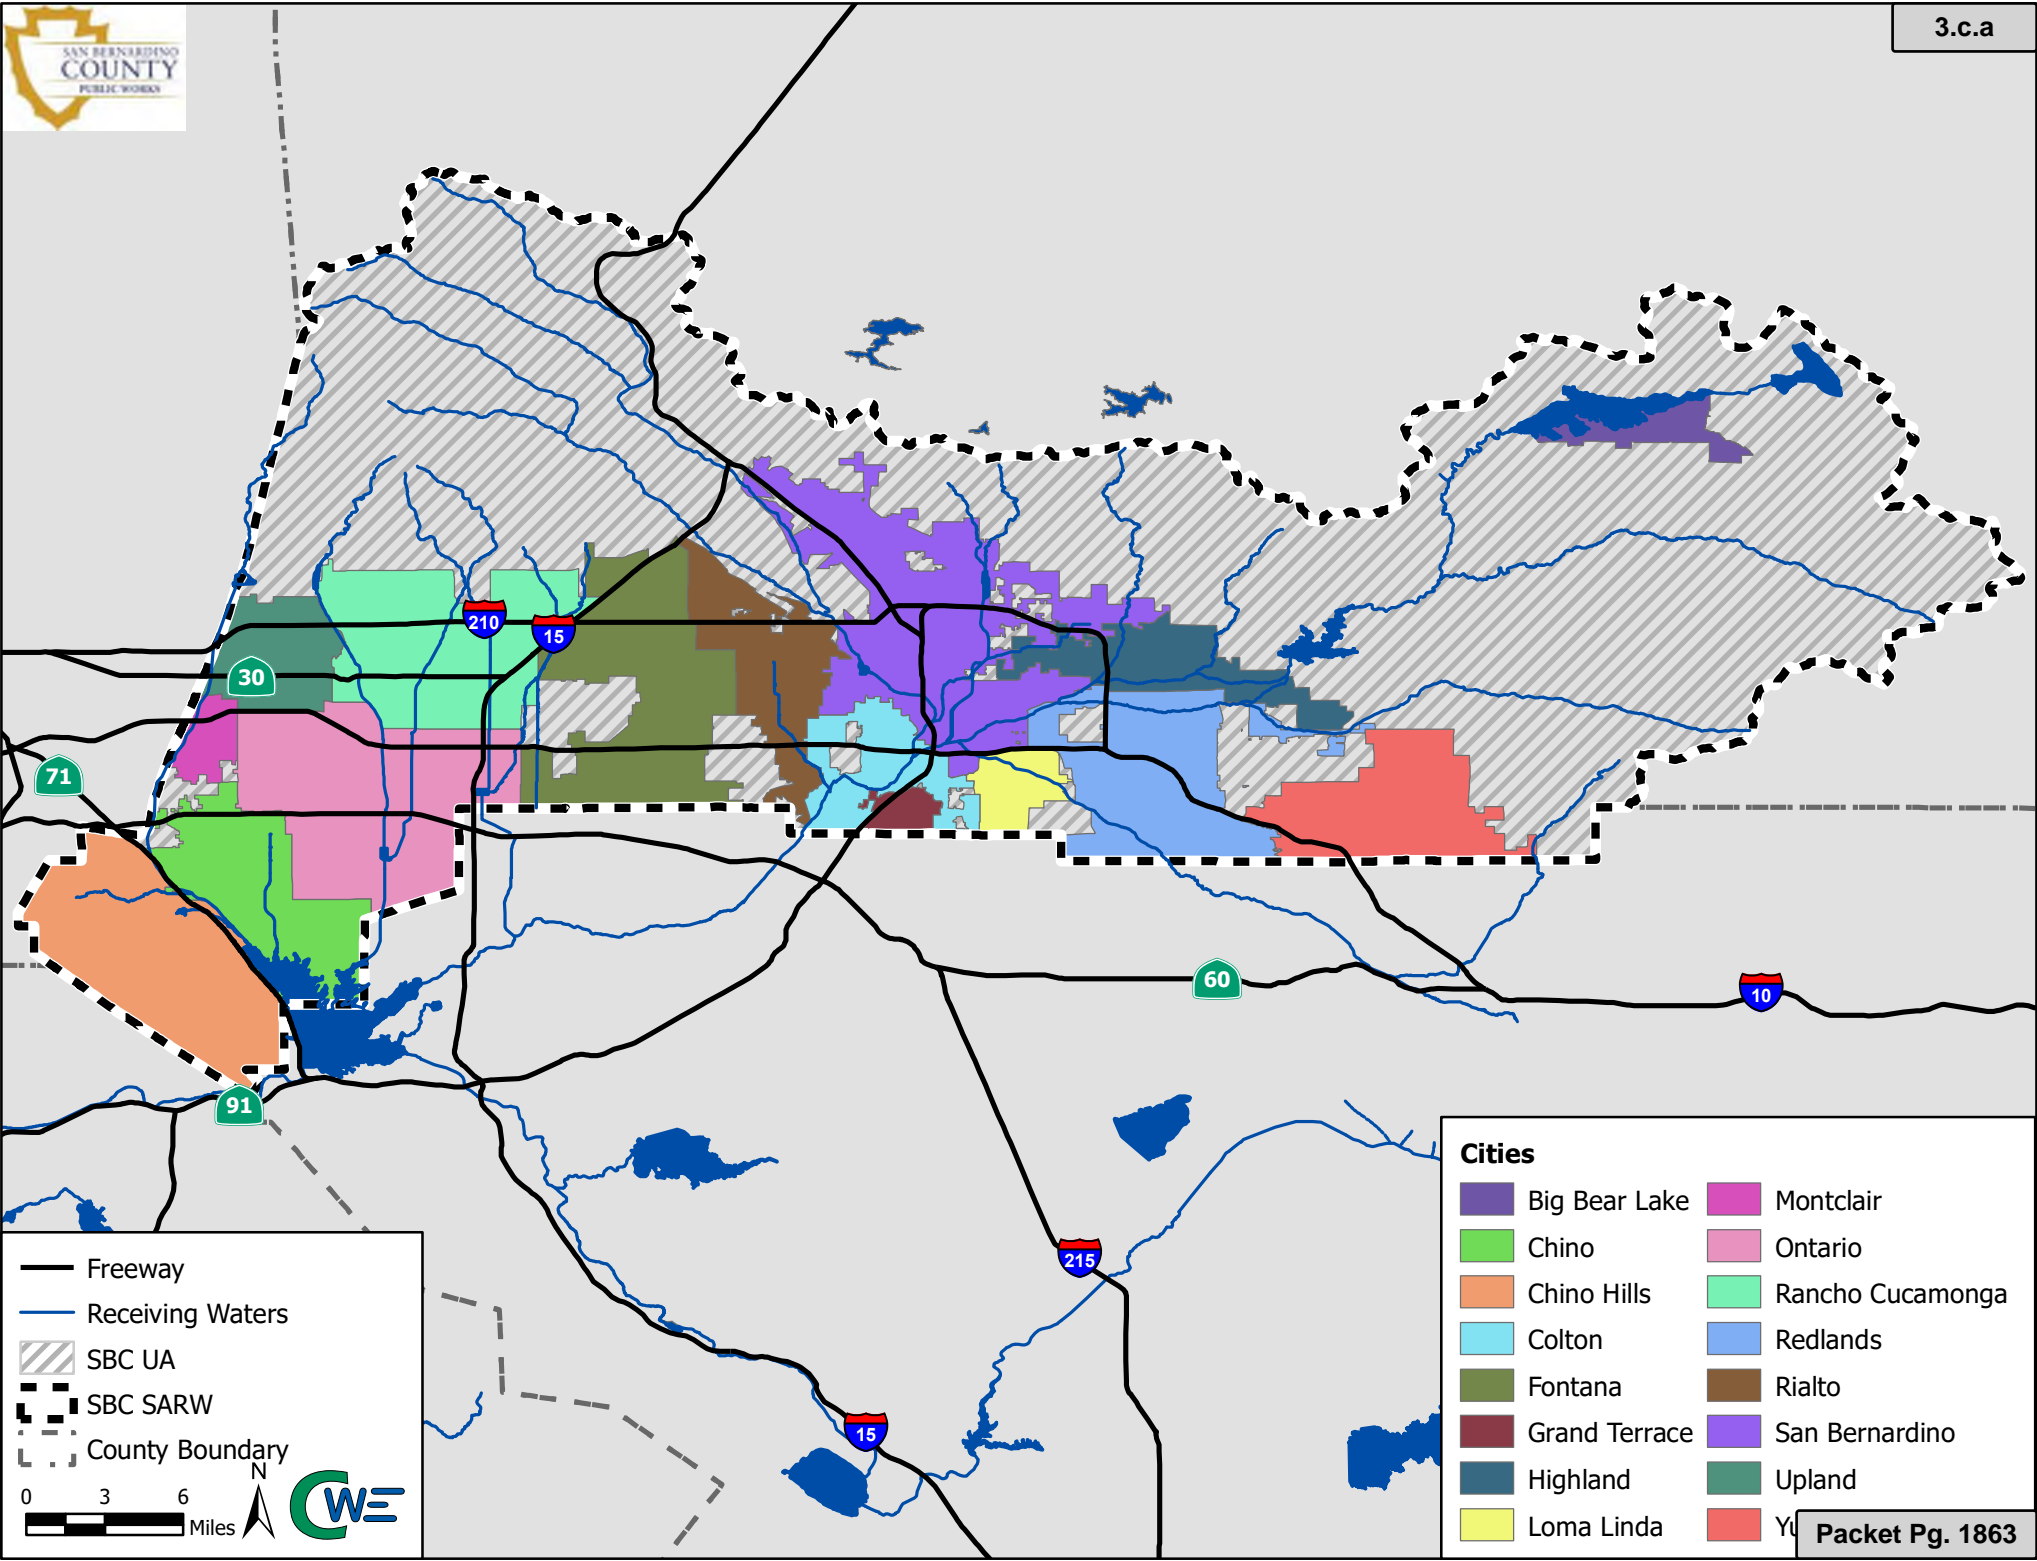 SAN BERNARDINO
COUNTY
PUBLIC WORKS
3.c.a
210
15
30
71
60
10
91
215
15
Freeway
Receiving Waters
SBC UA
SBC SARW
County Boundary
N
0 3 6
Miles
CWE
Cities
Big Bear Lake
Chino
Chino Hills
Colton
Fontana
Grand Terrace
Highland
Loma Linda
Montclair
Ontario
Rancho Cucamonga
Redlands
Rialto
San Bernardino
Upland
Packet Pg. 1863